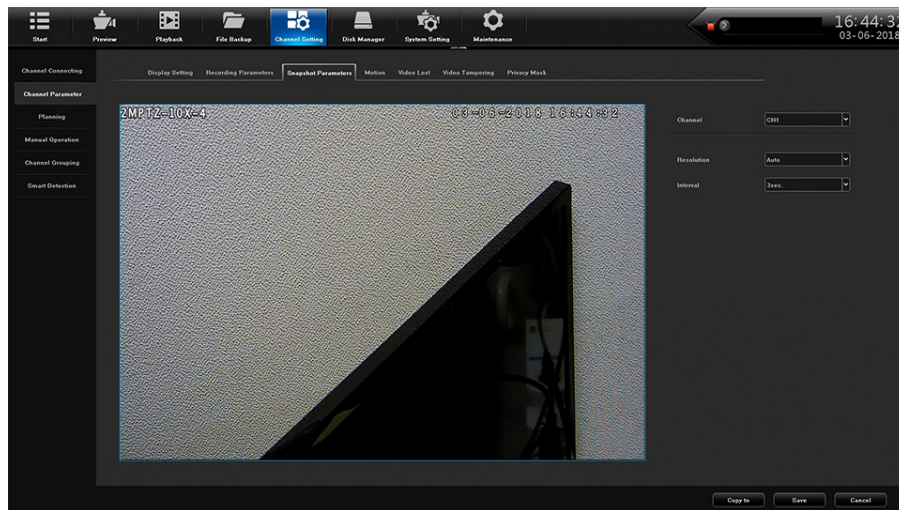 Start Preview Playback File Backup Channel Setting Disk Manager System Setting Maintenance
16:44:32
03-06-2018
Channel Connecting
Display Setting Recording Parameters Snapshot Parameters Motion Video Lost Video Tampering Privacy Mask
Channel Parameter
Planning
Manual Operation
Channel Grouping
Smart Detection
2MPTZ-10X-4 03-06-2018 16:44:32
Channel CH1
Resolution Auto
Interval 3sec.
Copy to Save Cancel